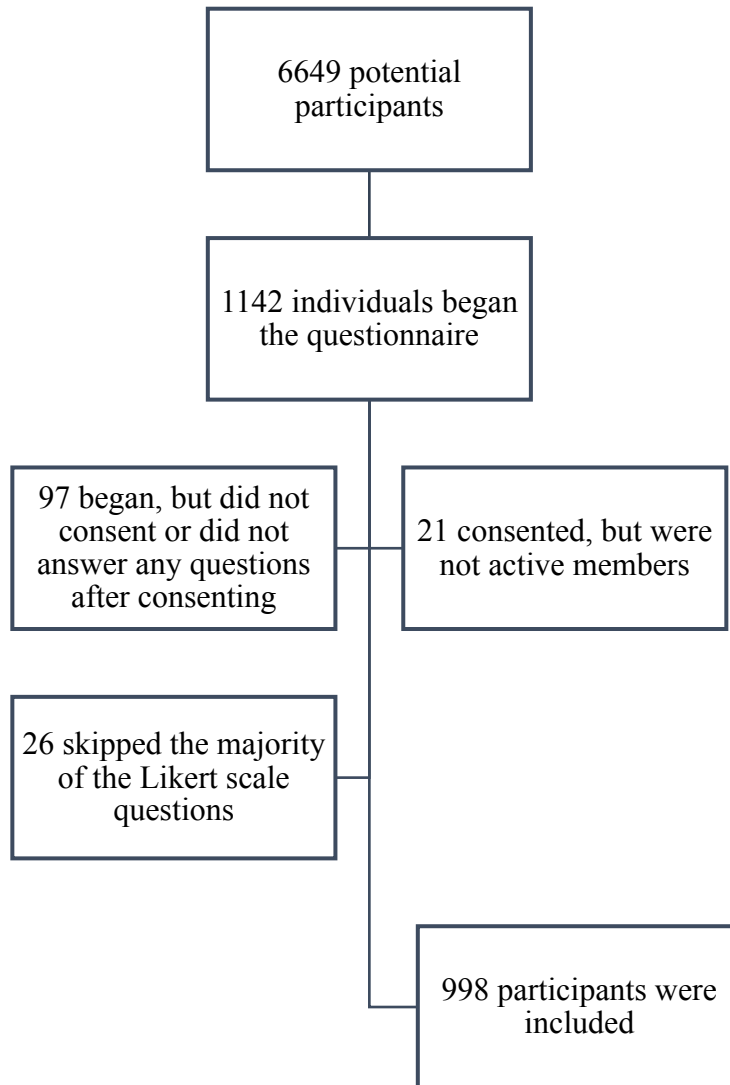 6649 potential
participants
1142 individuals began
the questionnaire
97 began, but did not
consent or did not
answer any questions
after consenting
21 consented, but were
not active members
26 skipped the majority
of the Likert scale
questions
998 participants were
included